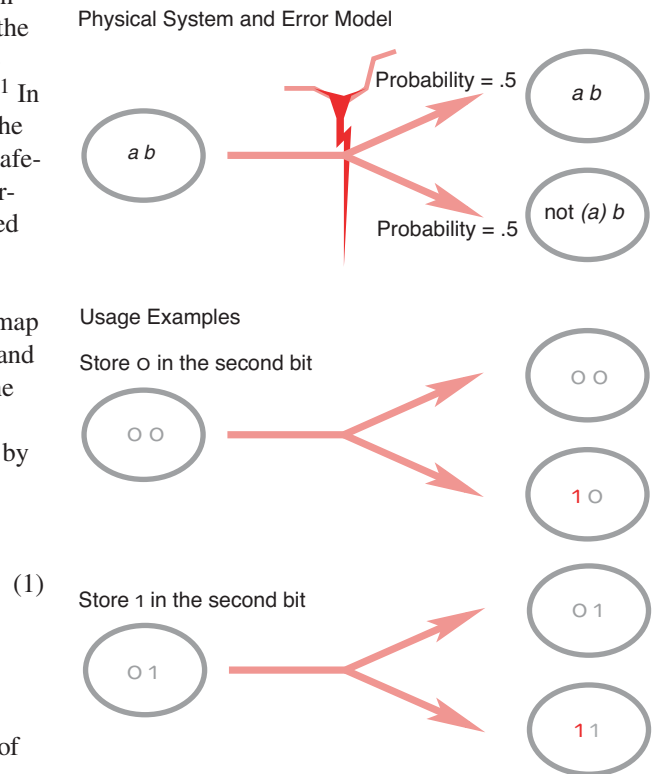 the
¹ In
he
afe-
r-
ed
map
and
by
(1)
of
Physical System and Error Model
a b
Probability = .5
a b
Probability = .5
not (a) b
Usage Examples
Store 0 in the second bit
0 0
0 0
1 0
Store 1 in the second bit
0 1
0 1
1 1